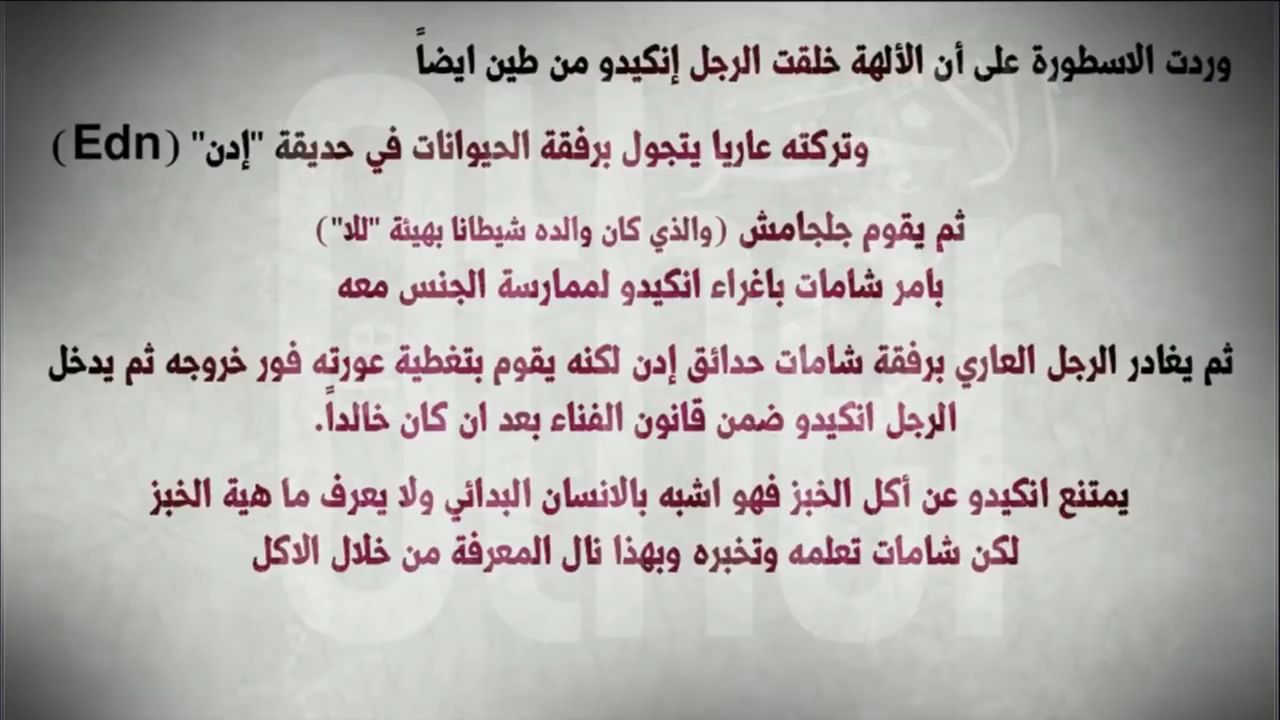 وردت الاسطورة على أن الألهة خلقت الرجل إنكيدو من طين ايضاً
وتركته عاريا يتجول برفقة الحيوانات في حديقة "إدن" (Edn)
ثم يقوم جلجامش (والذي كان والده شيطانا بهيئة "للا")
بامر شامات باغراء انكيدو لممارسة الجنس معه
ثم يغادر الرجل العاري برفقة شامات حدائق إدن لكنه يقوم بتغطية عورته فور خروجه ثم يدخل
الرجل انكيدو ضمن قانون الفناء بعد ان كان خالداً.
يمتنع انكيدو عن أكل الخبز فهو اشبه بالانسان البدائي ولا يعرف ما هية الخبز
لكن شامات تعلمه وتخبره وبهذا نال المعرفة من خلال الاكل